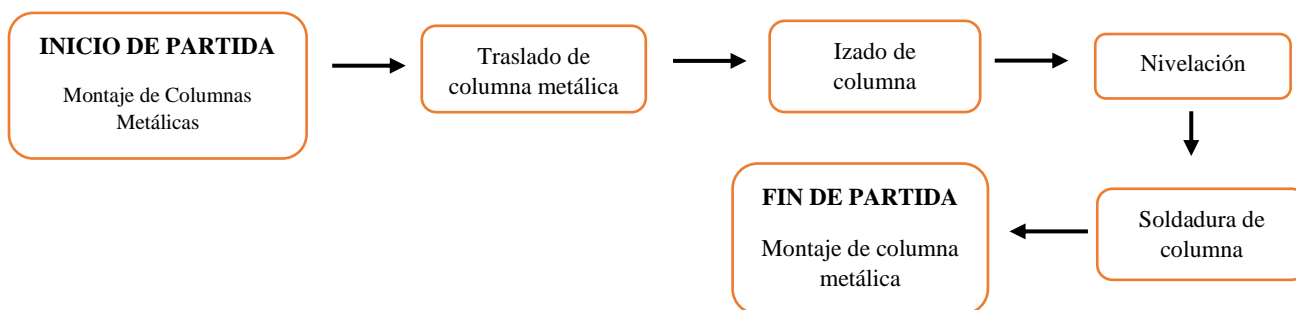 INICIO DE PARTIDA
Montaje de Columnas
Metálicas
Traslado de
columna metálica
Izado de
columna
Nivelación
Soldadura de
columna
FIN DE PARTIDA
Montaje de columna
metálica